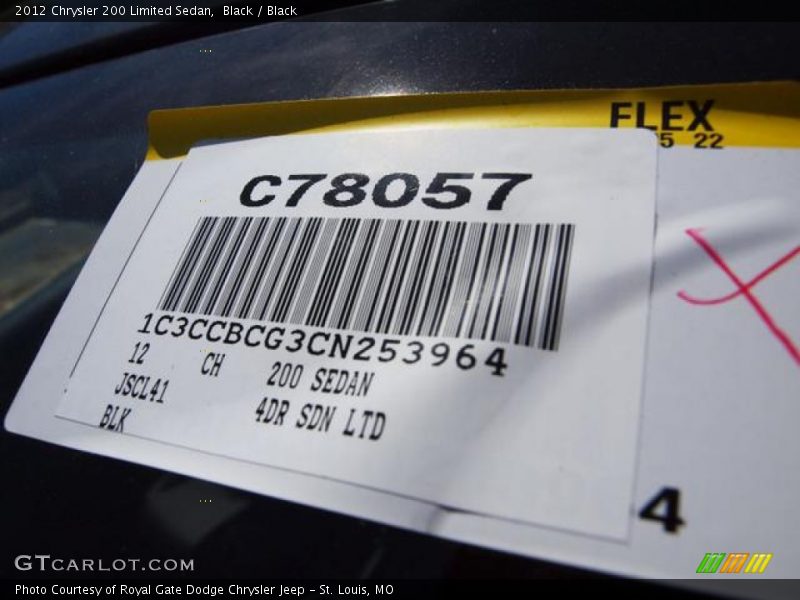 2012 Chrysler 200 Limited Sedan,  Black / Black
FLEX
5 22
C78057
1C3CCBCG3CN253964
12 CH 200 SEDAN
JSCL41 4DR SDN LTD
BLK
4
GTCARLOT.COM
Photo Courtesy of Royal Gate Dodge Chrysler Jeep - St. Louis, MO